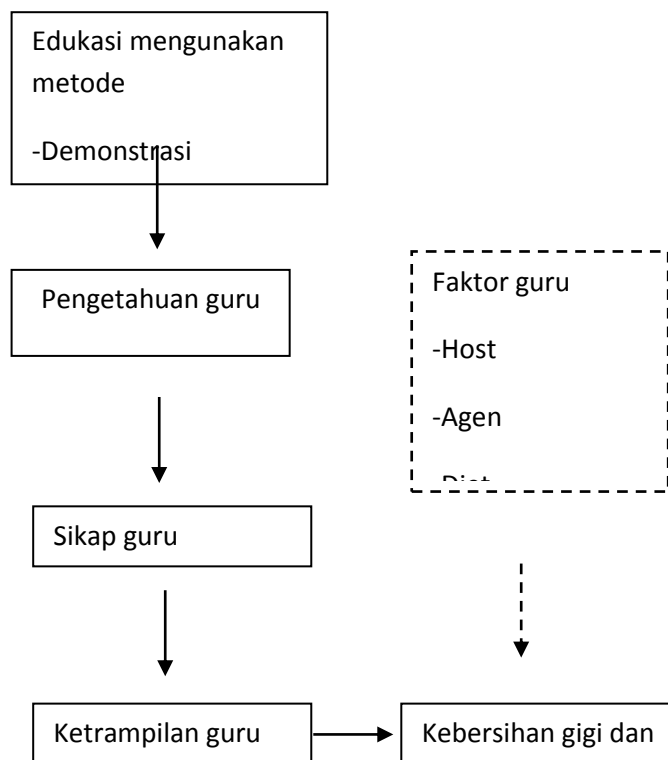 Edukasi mengunakan
metode
-Demonstrasi
Pengetahuan guru
Faktor guru
-Host
-Agen
Sikap guru
Ketrampilan guru
Kebersihan gigi dan